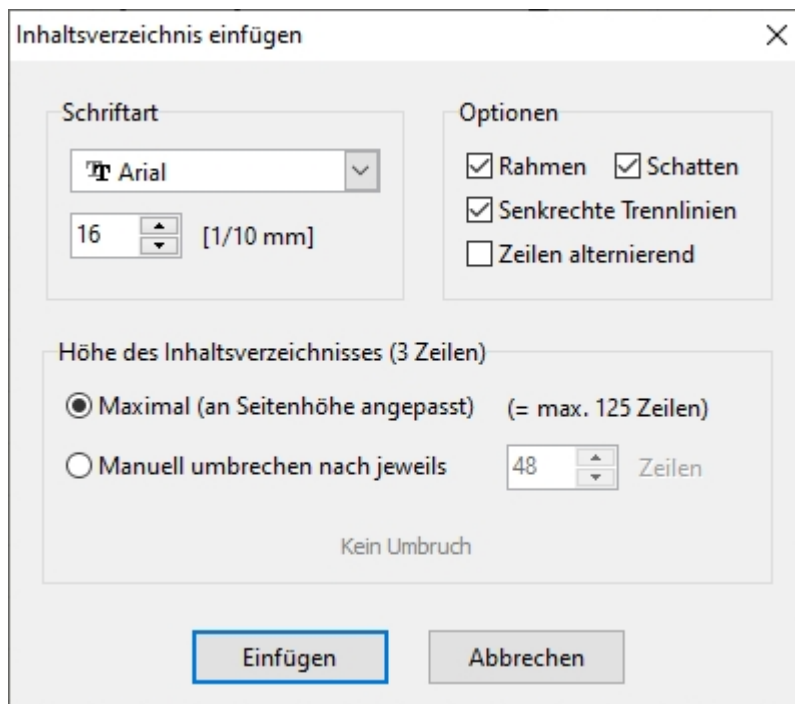 Inhaltsverzeichnis einfügen
Schriftart
Arial
16 [1/10 mm]
Optionen
Rahmen Schatten
Senkrechte Trennlinien
Zeilen alternierend
Höhe des Inhaltsverzeichnisses (3 Zeilen)
Maximal (an Seitenhöhe angepasst) (= max. 125 Zeilen)
Manuell umbrechen nach jeweils 48 Zeilen
Kein Umbruch
Einfügen Abbrechen